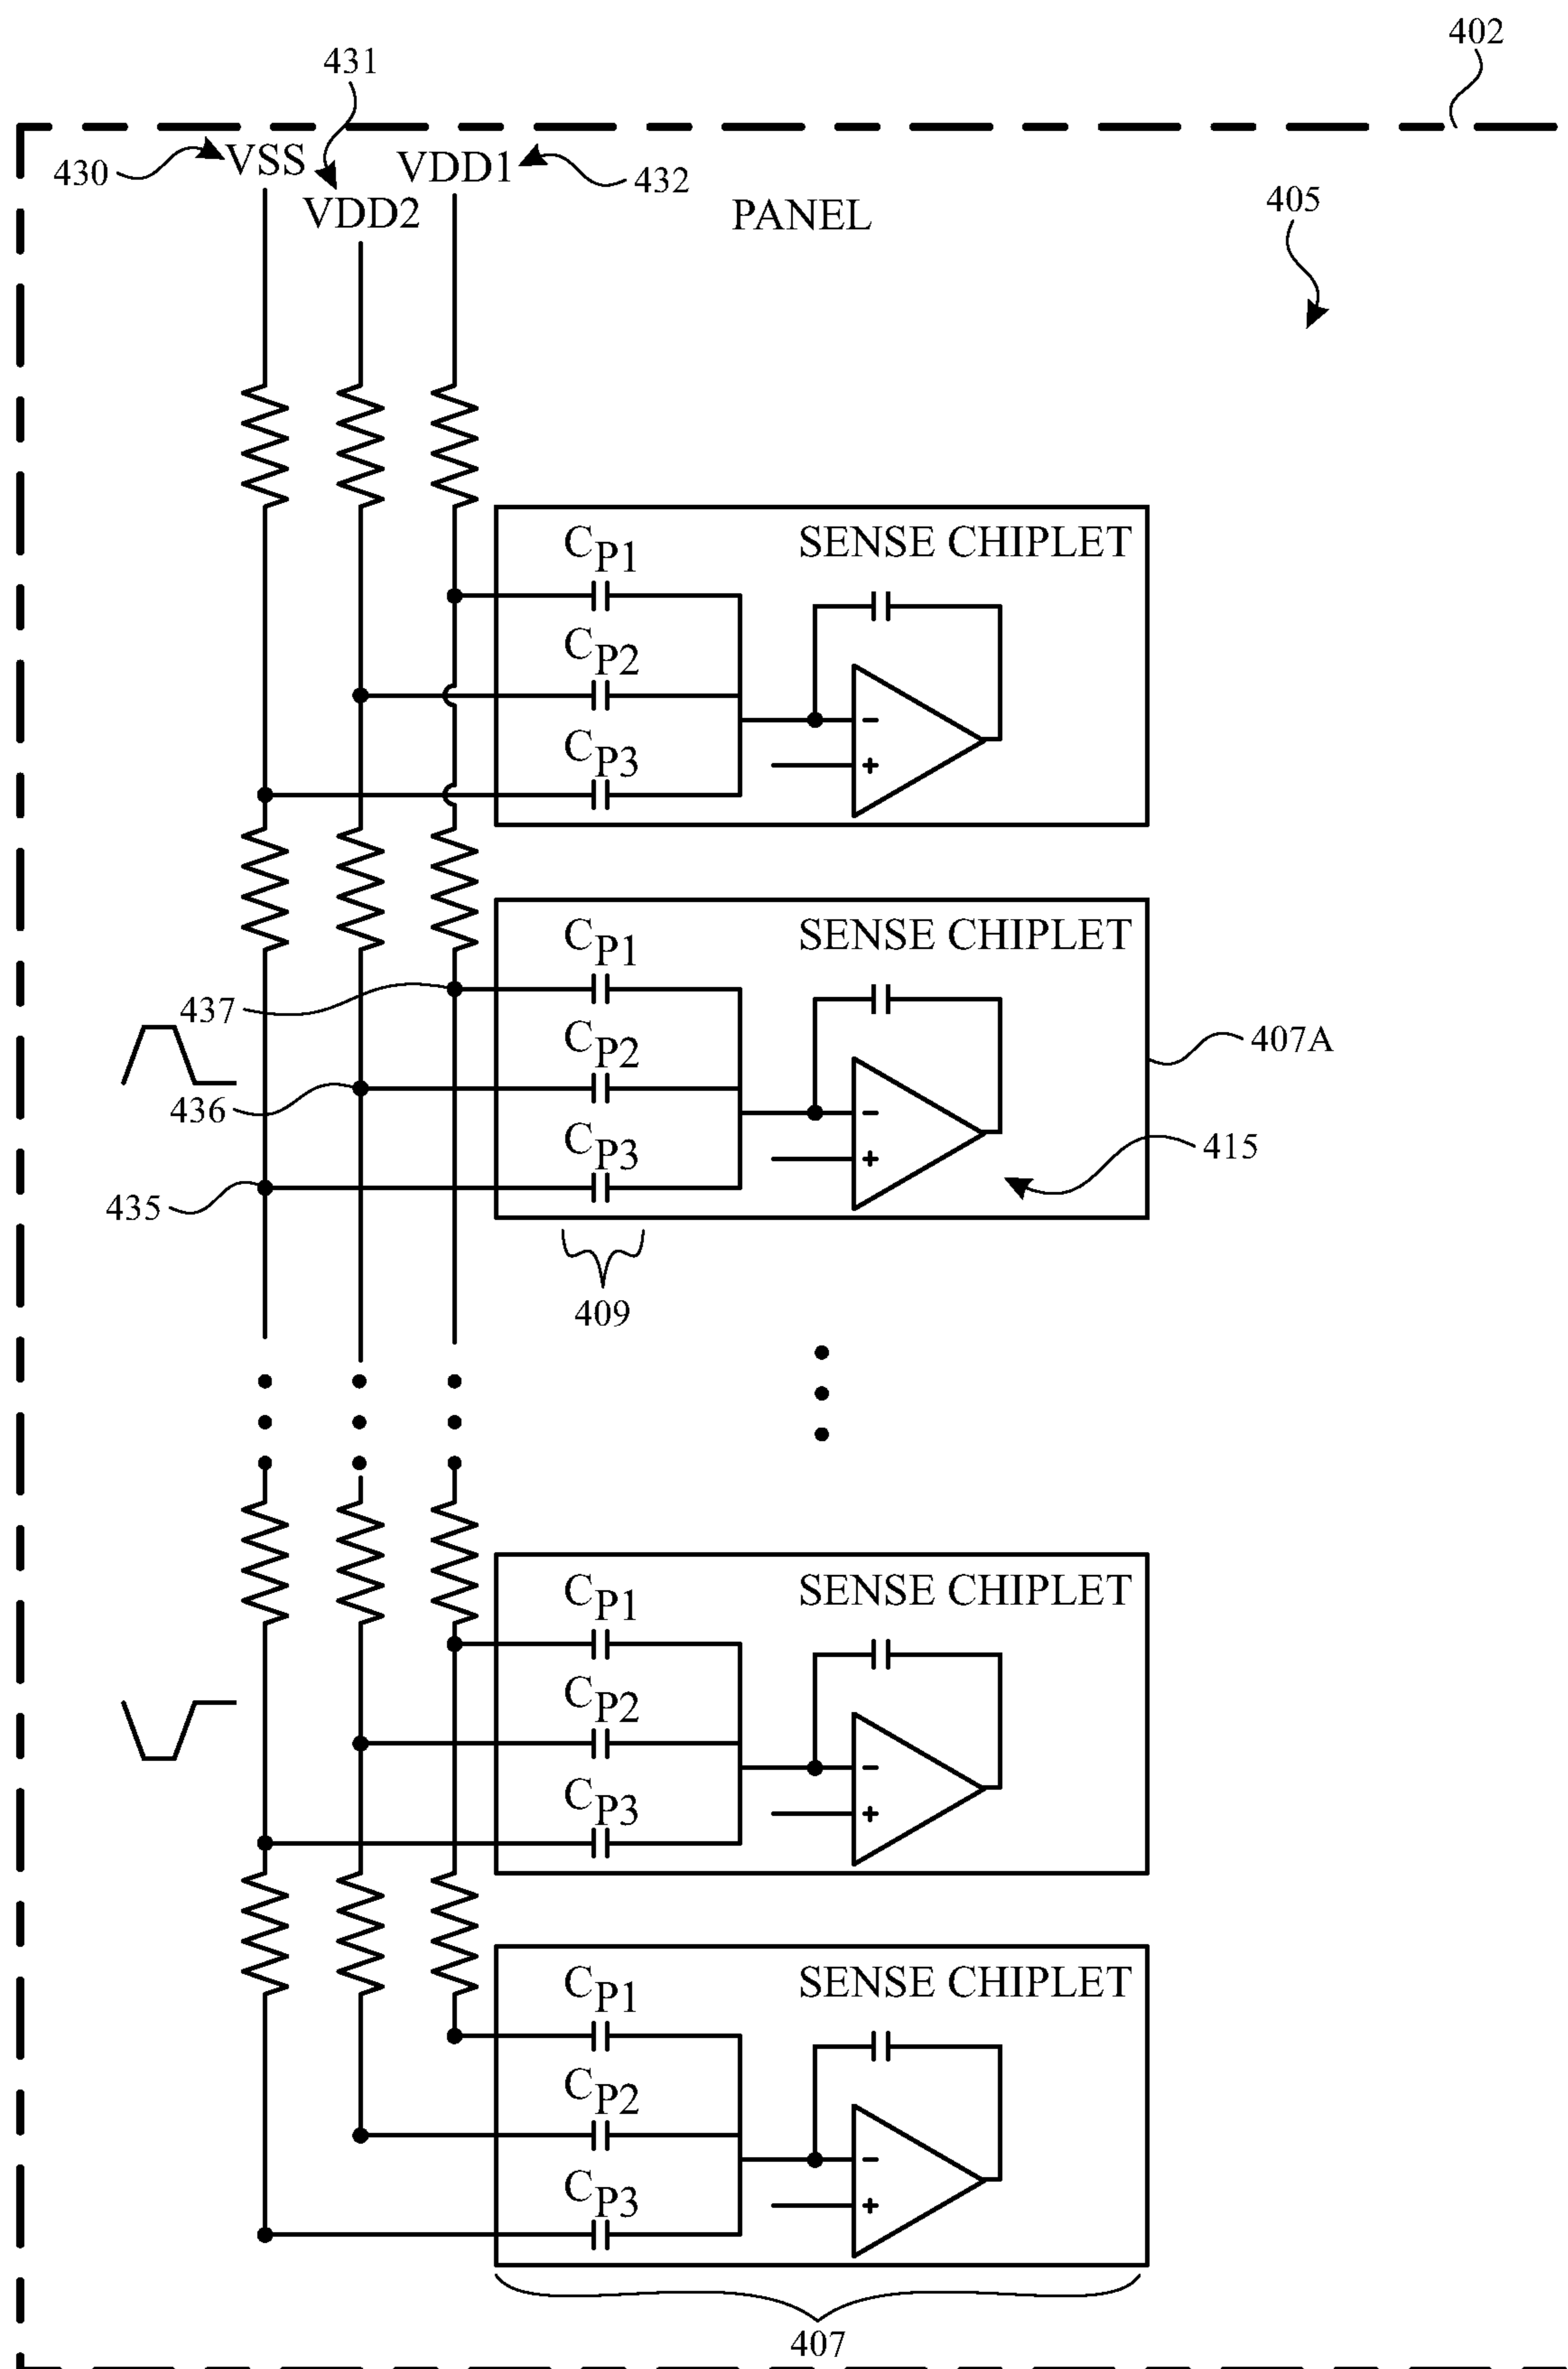 402
431
430
VSS
VDD1
432
VDD2
PANEL
405
CP1
SENSE CHIPLET
CP2
CP3
−
+
CP1
SENSE CHIPLET
437
CP2
407A
436
CP3
−
+
415
435
409
CP1
SENSE CHIPLET
CP2
CP3
−
+
CP1
SENSE CHIPLET
CP2
CP3
−
+
407